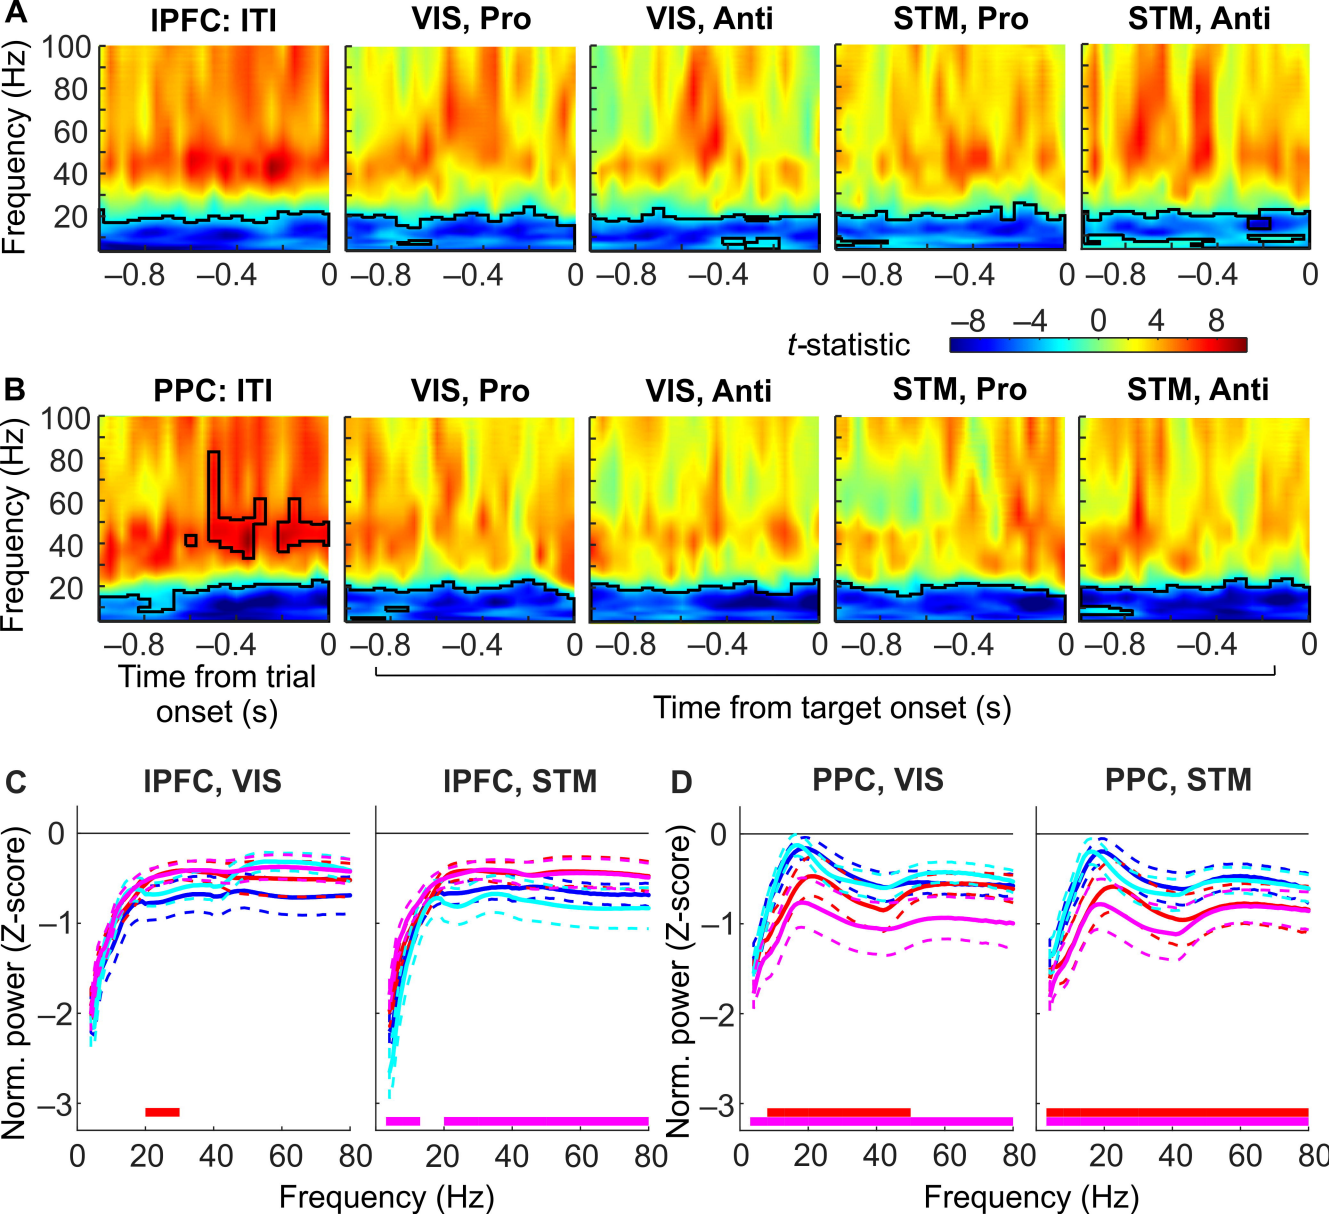 A
lPFC: ITI
VIS, Pro
VIS, Anti
STM, Pro
STM, Anti
Frequency (Hz)
100
80
60
40
20
–0.8 –0.4 0
–0.8 –0.4 0
–0.8 –0.4 0
–0.8 –0.4 0
–0.8 –0.4 0
t-statistic
–8 –4 0 4 8
B
PPC: ITI
VIS, Pro
VIS, Anti
STM, Pro
STM, Anti
Frequency (Hz)
100
80
60
40
20
–0.8 –0.4 0
–0.8 –0.4 0
–0.8 –0.4 0
–0.8 –0.4 0
–0.8 –0.4 0
Time from trial
onset (s)
Time from target onset (s)
C
lPFC, VIS
lPFC, STM
Norm. power (Z-score)
0
–1
–2
–3
0 20 40 60 80
20 40 60 80
Frequency (Hz)
D
PPC, VIS
PPC, STM
Norm. power (Z-score)
0
–1
–2
–3
0 20 40 60 80
20 40 60 80
Frequency (Hz)